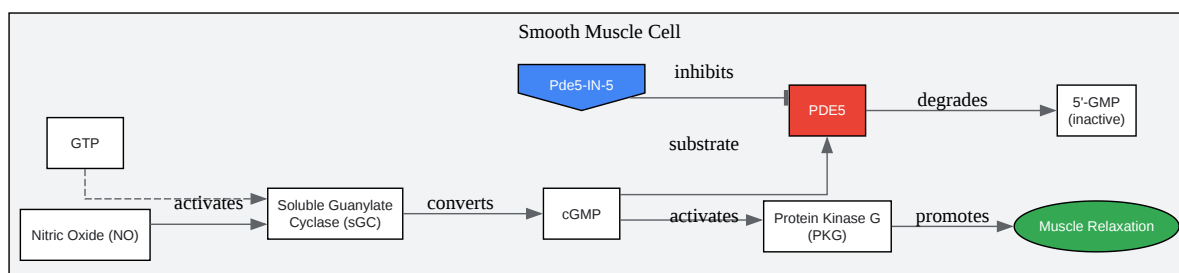 Smooth Muscle Cell
Pde5-IN-5
inhibits
PDE5
degrades
5'-GMP
(inactive)
GTP
substrate
Nitric Oxide (NO)
activates
Soluble Guanylate
Cyclase (sGC)
converts
cGMP
activates
Protein Kinase G
(PKG)
promotes
Muscle Relaxation